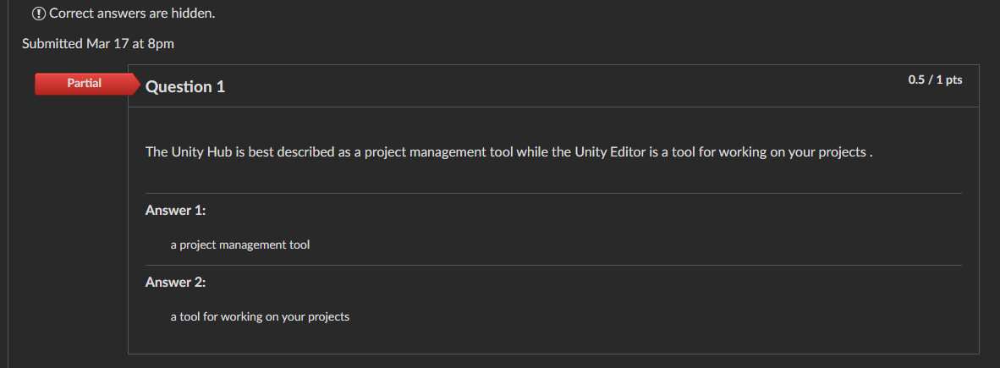 Correct answers are hidden.
Submitted Mar 17 at 8pm
Partial
Question 1
0.5 / 1 pts
The Unity Hub is best described as a project management tool while the Unity Editor is a tool for working on your projects .
Answer 1:
a project management tool
Answer 2:
a tool for working on your projects